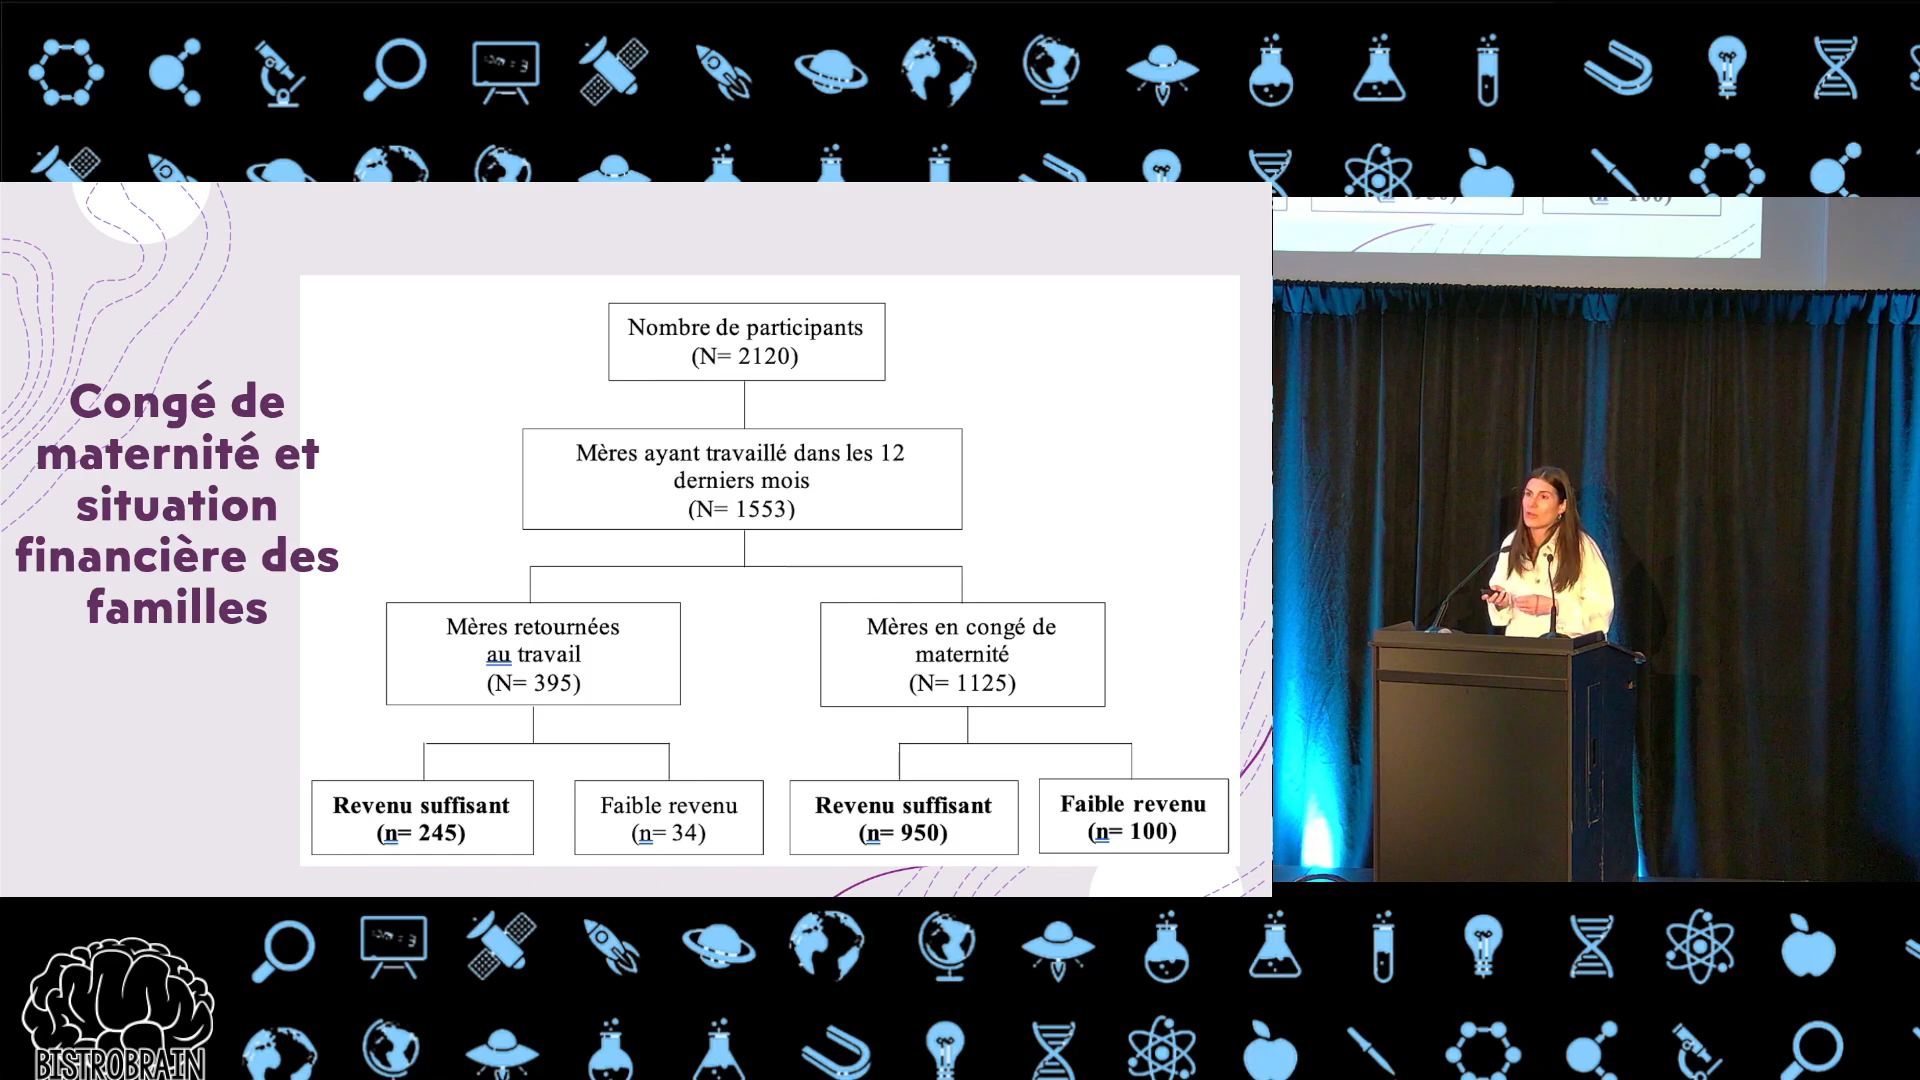 Congé de
maternité et
situation
financière des
familles
Nombre de participants
(N= 2120)
Mères ayant travaillé dans les 12
derniers mois
(N= 1553)
Mères retournées
au travail
(N= 395)
Mères en congé de
maternité
(N= 1125)
Revenu suffisant
(n= 245)
Faible revenu
(n= 34)
Revenu suffisant
(n= 950)
Faible revenu
(n= 100)
BISTROBRAIN